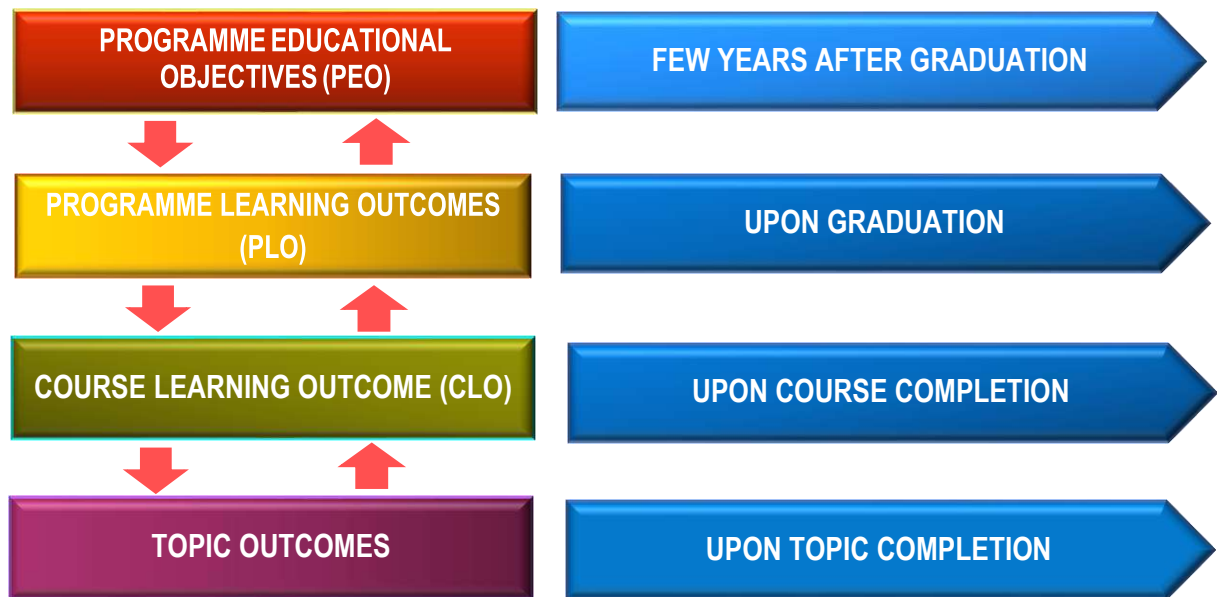 PROGRAMME EDUCATIONAL
OBJECTIVES (PEO)
FEW YEARS AFTER GRADUATION
PROGRAMME LEARNING OUTCOMES
(PLO)
UPON GRADUATION
COURSE LEARNING OUTCOME (CLO)
UPON COURSE COMPLETION
TOPIC OUTCOMES
UPON TOPIC COMPLETION